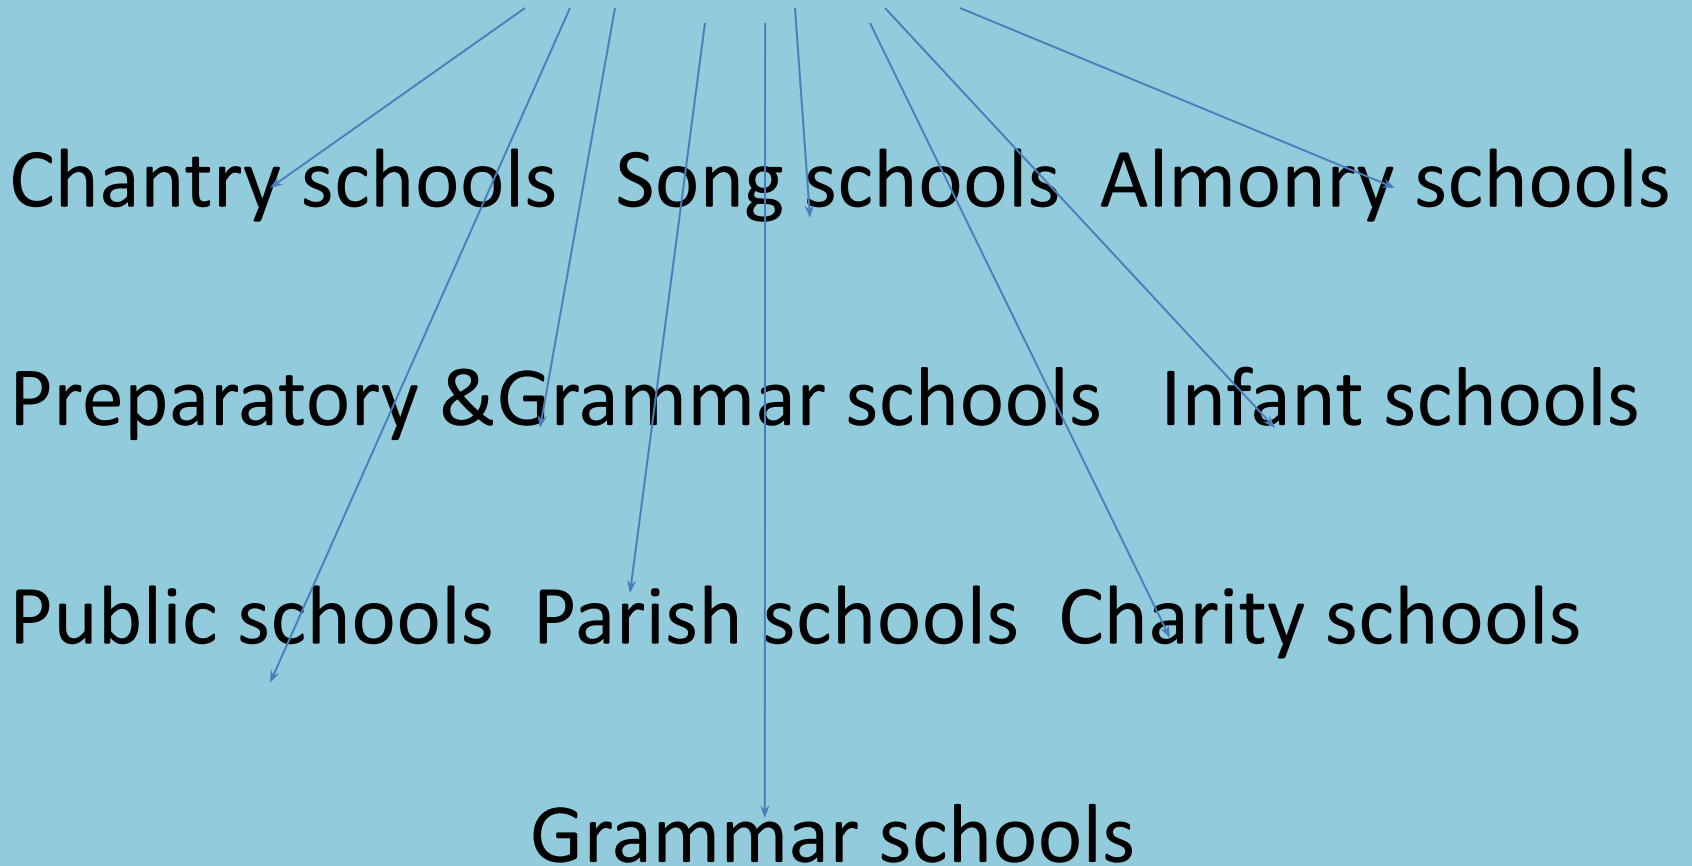 Chantry schools Song schools Almonry schools
Preparatory &Grammar schools Infant schools
Public schools Parish schools Charity schools
Grammar schools